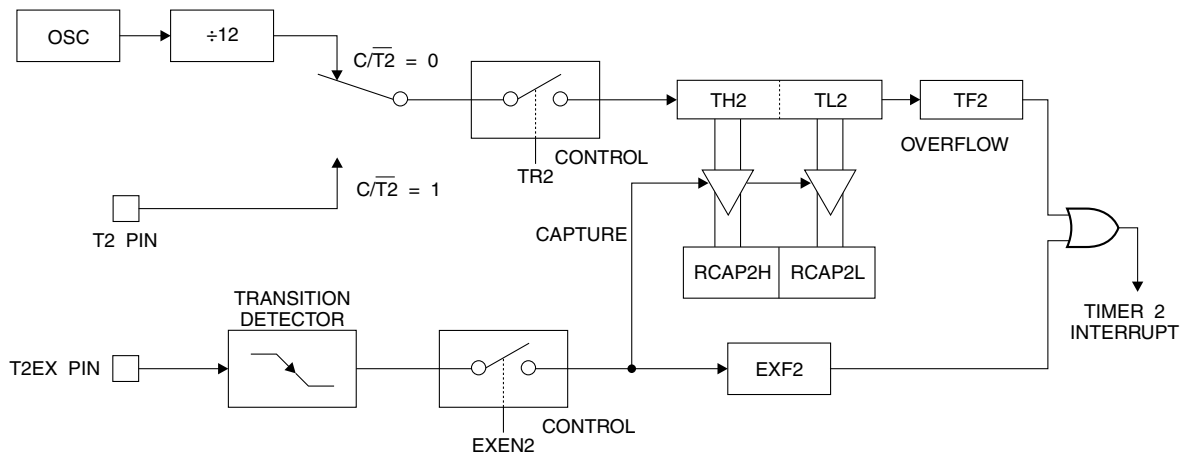 OSC
÷12
C/T2̅ = 0
TH2
TL2
TF2
OVERFLOW
CONTROL
TR2
C/T2̅ = 1
T2 PIN
CAPTURE
RCAP2H
RCAP2L
TRANSITION
DETECTOR
TIMER 2
INTERRUPT
T2EX PIN
EXF2
CONTROL
EXEN2